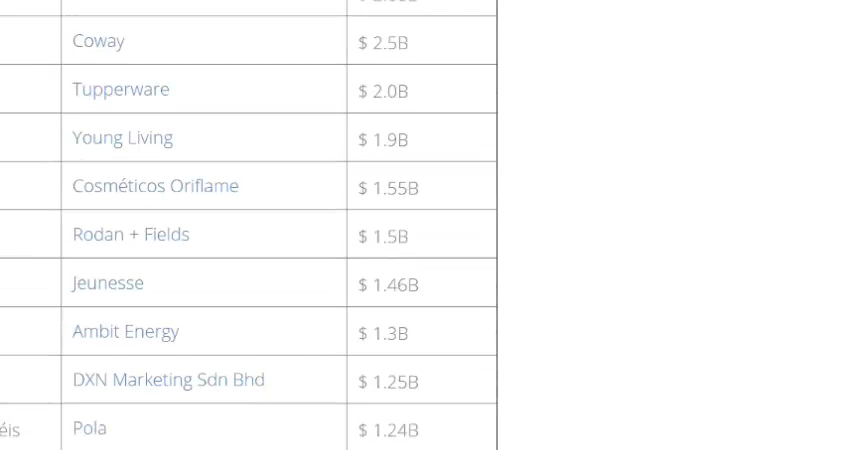 Coway $ 2.5B
Tupperware $ 2.0B
Young Living $ 1.9B
Cosméticos Oriflame $ 1.55B
Rodan + Fields $ 1.5B
Jeunesse $ 1.46B
Ambit Energy $ 1.3B
DXN Marketing Sdn Bhd $ 1.25B
éis Pola $ 1.24B